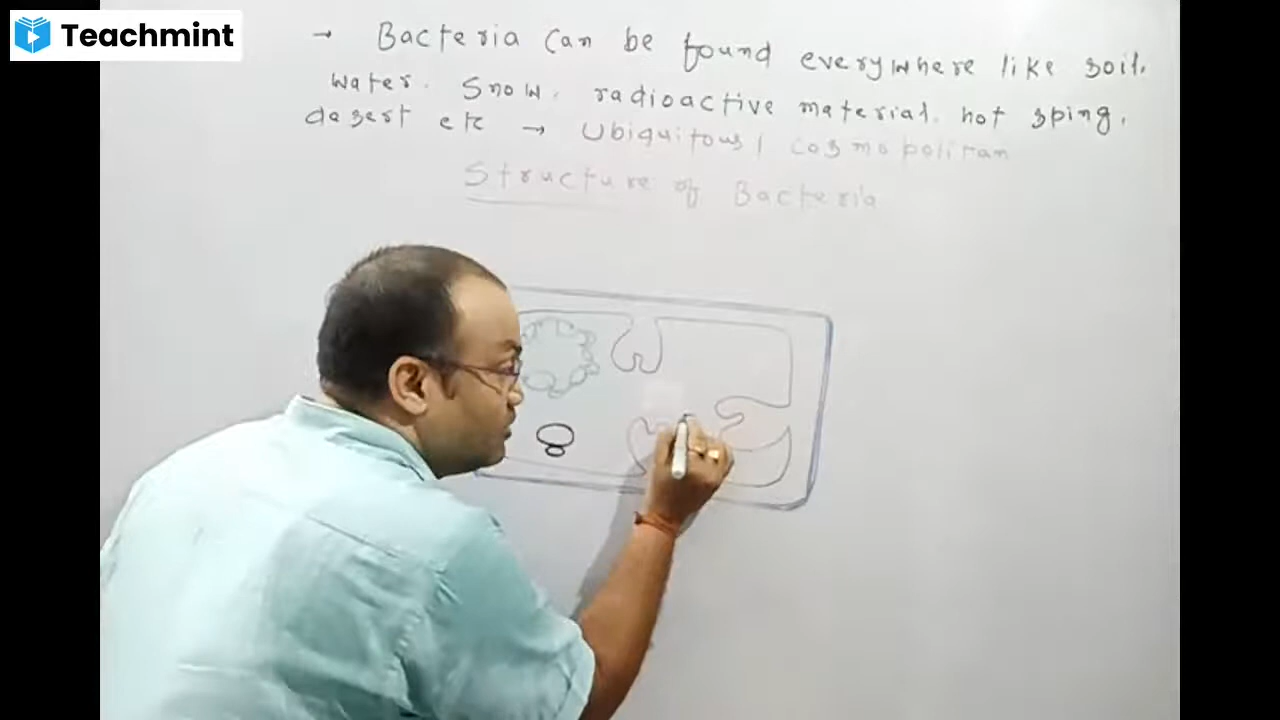 Teachmint
→ Bacteria can be found everywhere like soil,
water, snow, radioactive material, hot sping,
desert etc → Ubiquitous / cosmopolitan
Structure of Bacteria